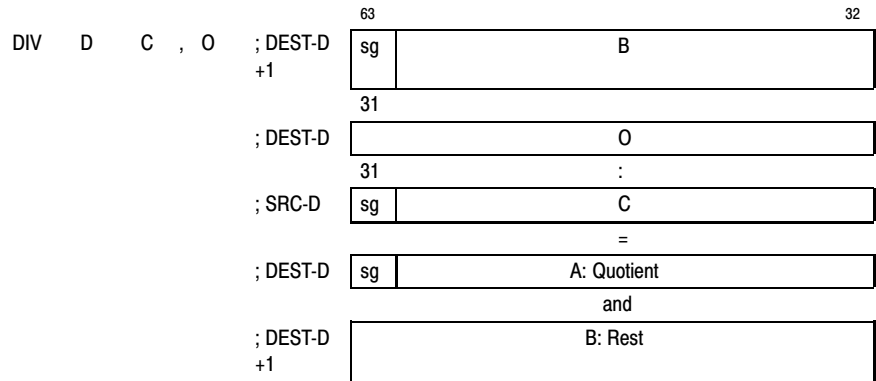 63 32
DIV D C , O ; DEST-D sg B
+1
31
; DEST-D O
31 :
; SRC-D sg C
=
; DEST-D sg A: Quotient
and
; DEST-D B: Rest
+1